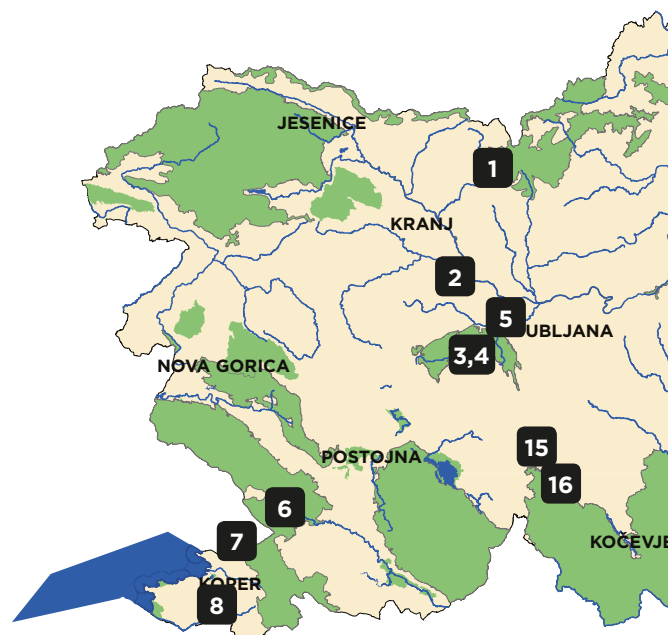 JESENICE
1
KRANJ
2
5
UBLJANA
3,4
NOVA GORICA
15
POSTOJNA
16
6
7
KOČEVJE
KOPER
8